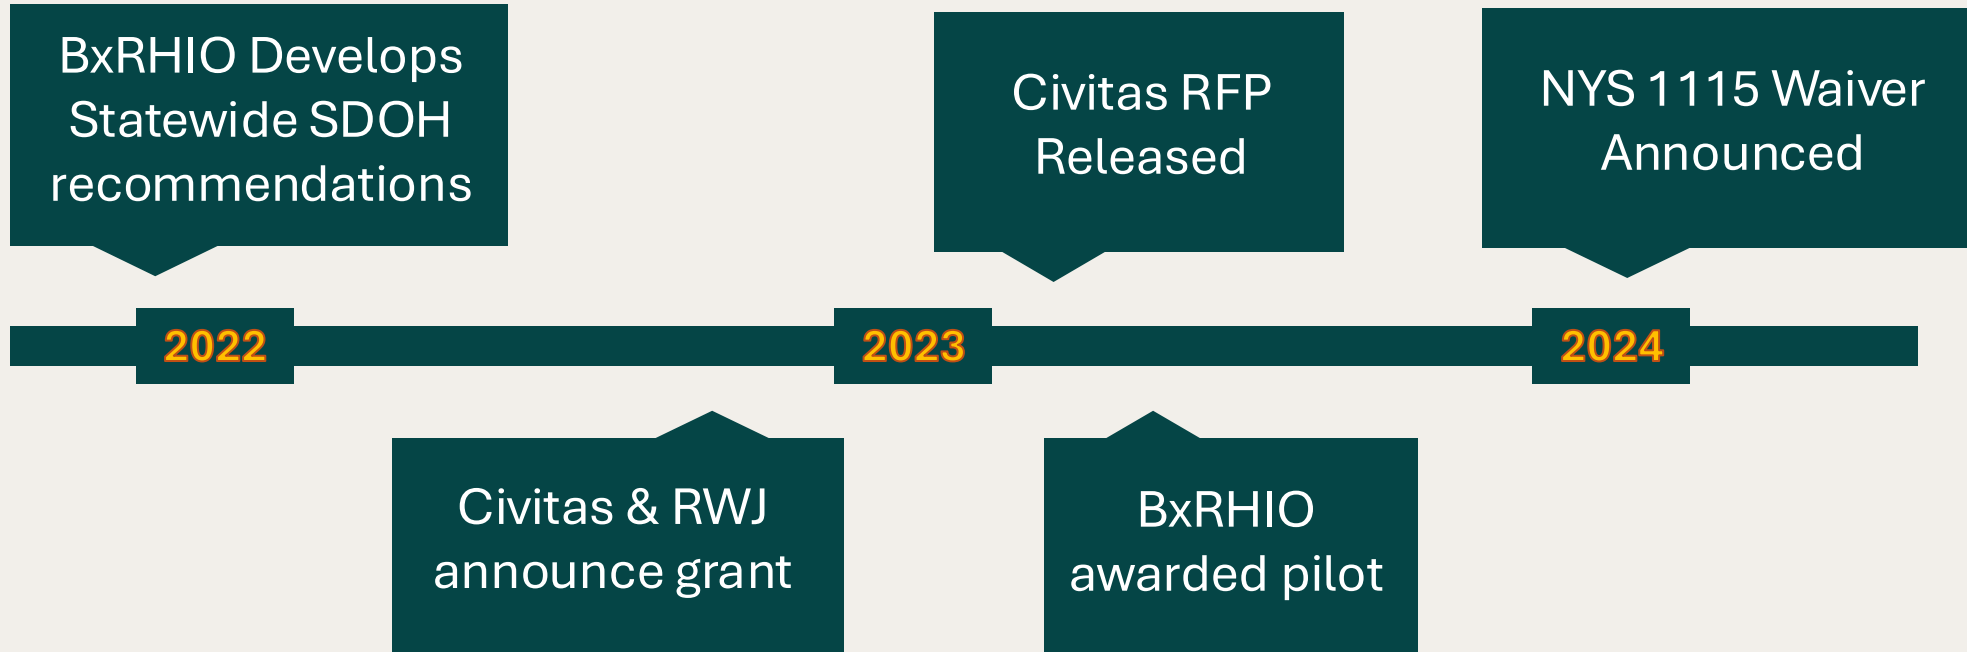 BxRHIO Develops
Statewide SDOH
recommendations
Civitas RFP
Released
NYS 1115 Waiver
Announced
2022
2023
2024
Civitas & RWJ
announce grant
BxRHIO
awarded pilot